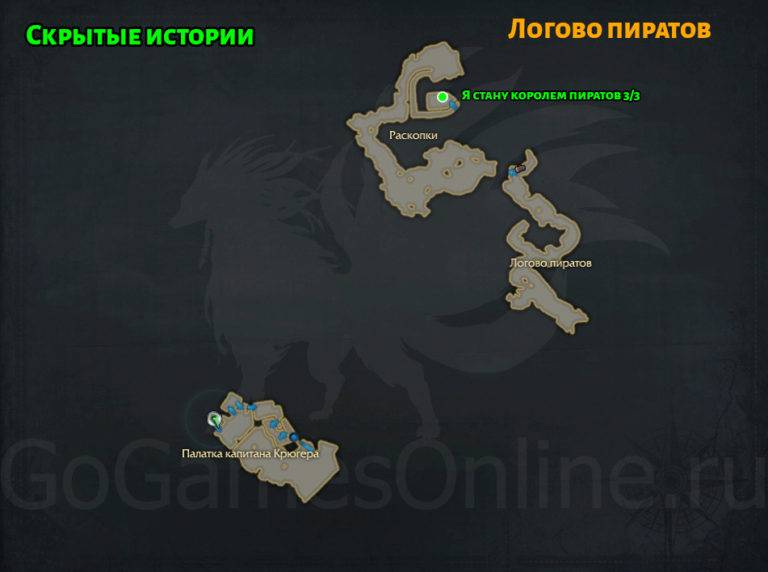 Скрытые истории
Логово пиратов
Я стану королем пиратов 3/3
Раскопки
Логово пиратов
Палатка капитана Крюгера
GoGamesOnline.ru